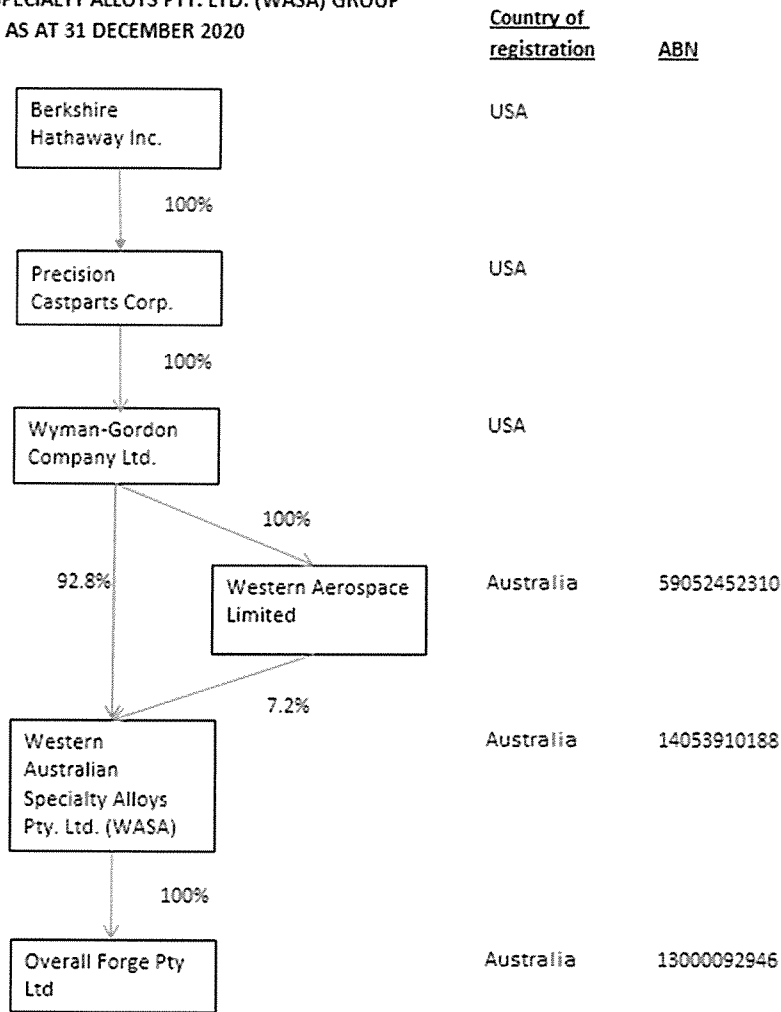 SPECIALTY ALLOYS PTY. LTD. (WASA) GROUP
AS AT 31 DECEMBER 2020
Country of
registration ABN
Berkshire
Hathaway Inc.
USA
100%
Precision
Castparts Corp.
USA
100%
Wyman-Gordon
Company Ltd.
USA
100%
92.8%
Western Aerospace
Limited
Australia 59052452310
7.2%
Western
Australian
Specialty Alloys
Pty. Ltd. (WASA)
Australia 14053910188
100%
Overall Forge Pty
Ltd
Australia 13000092946